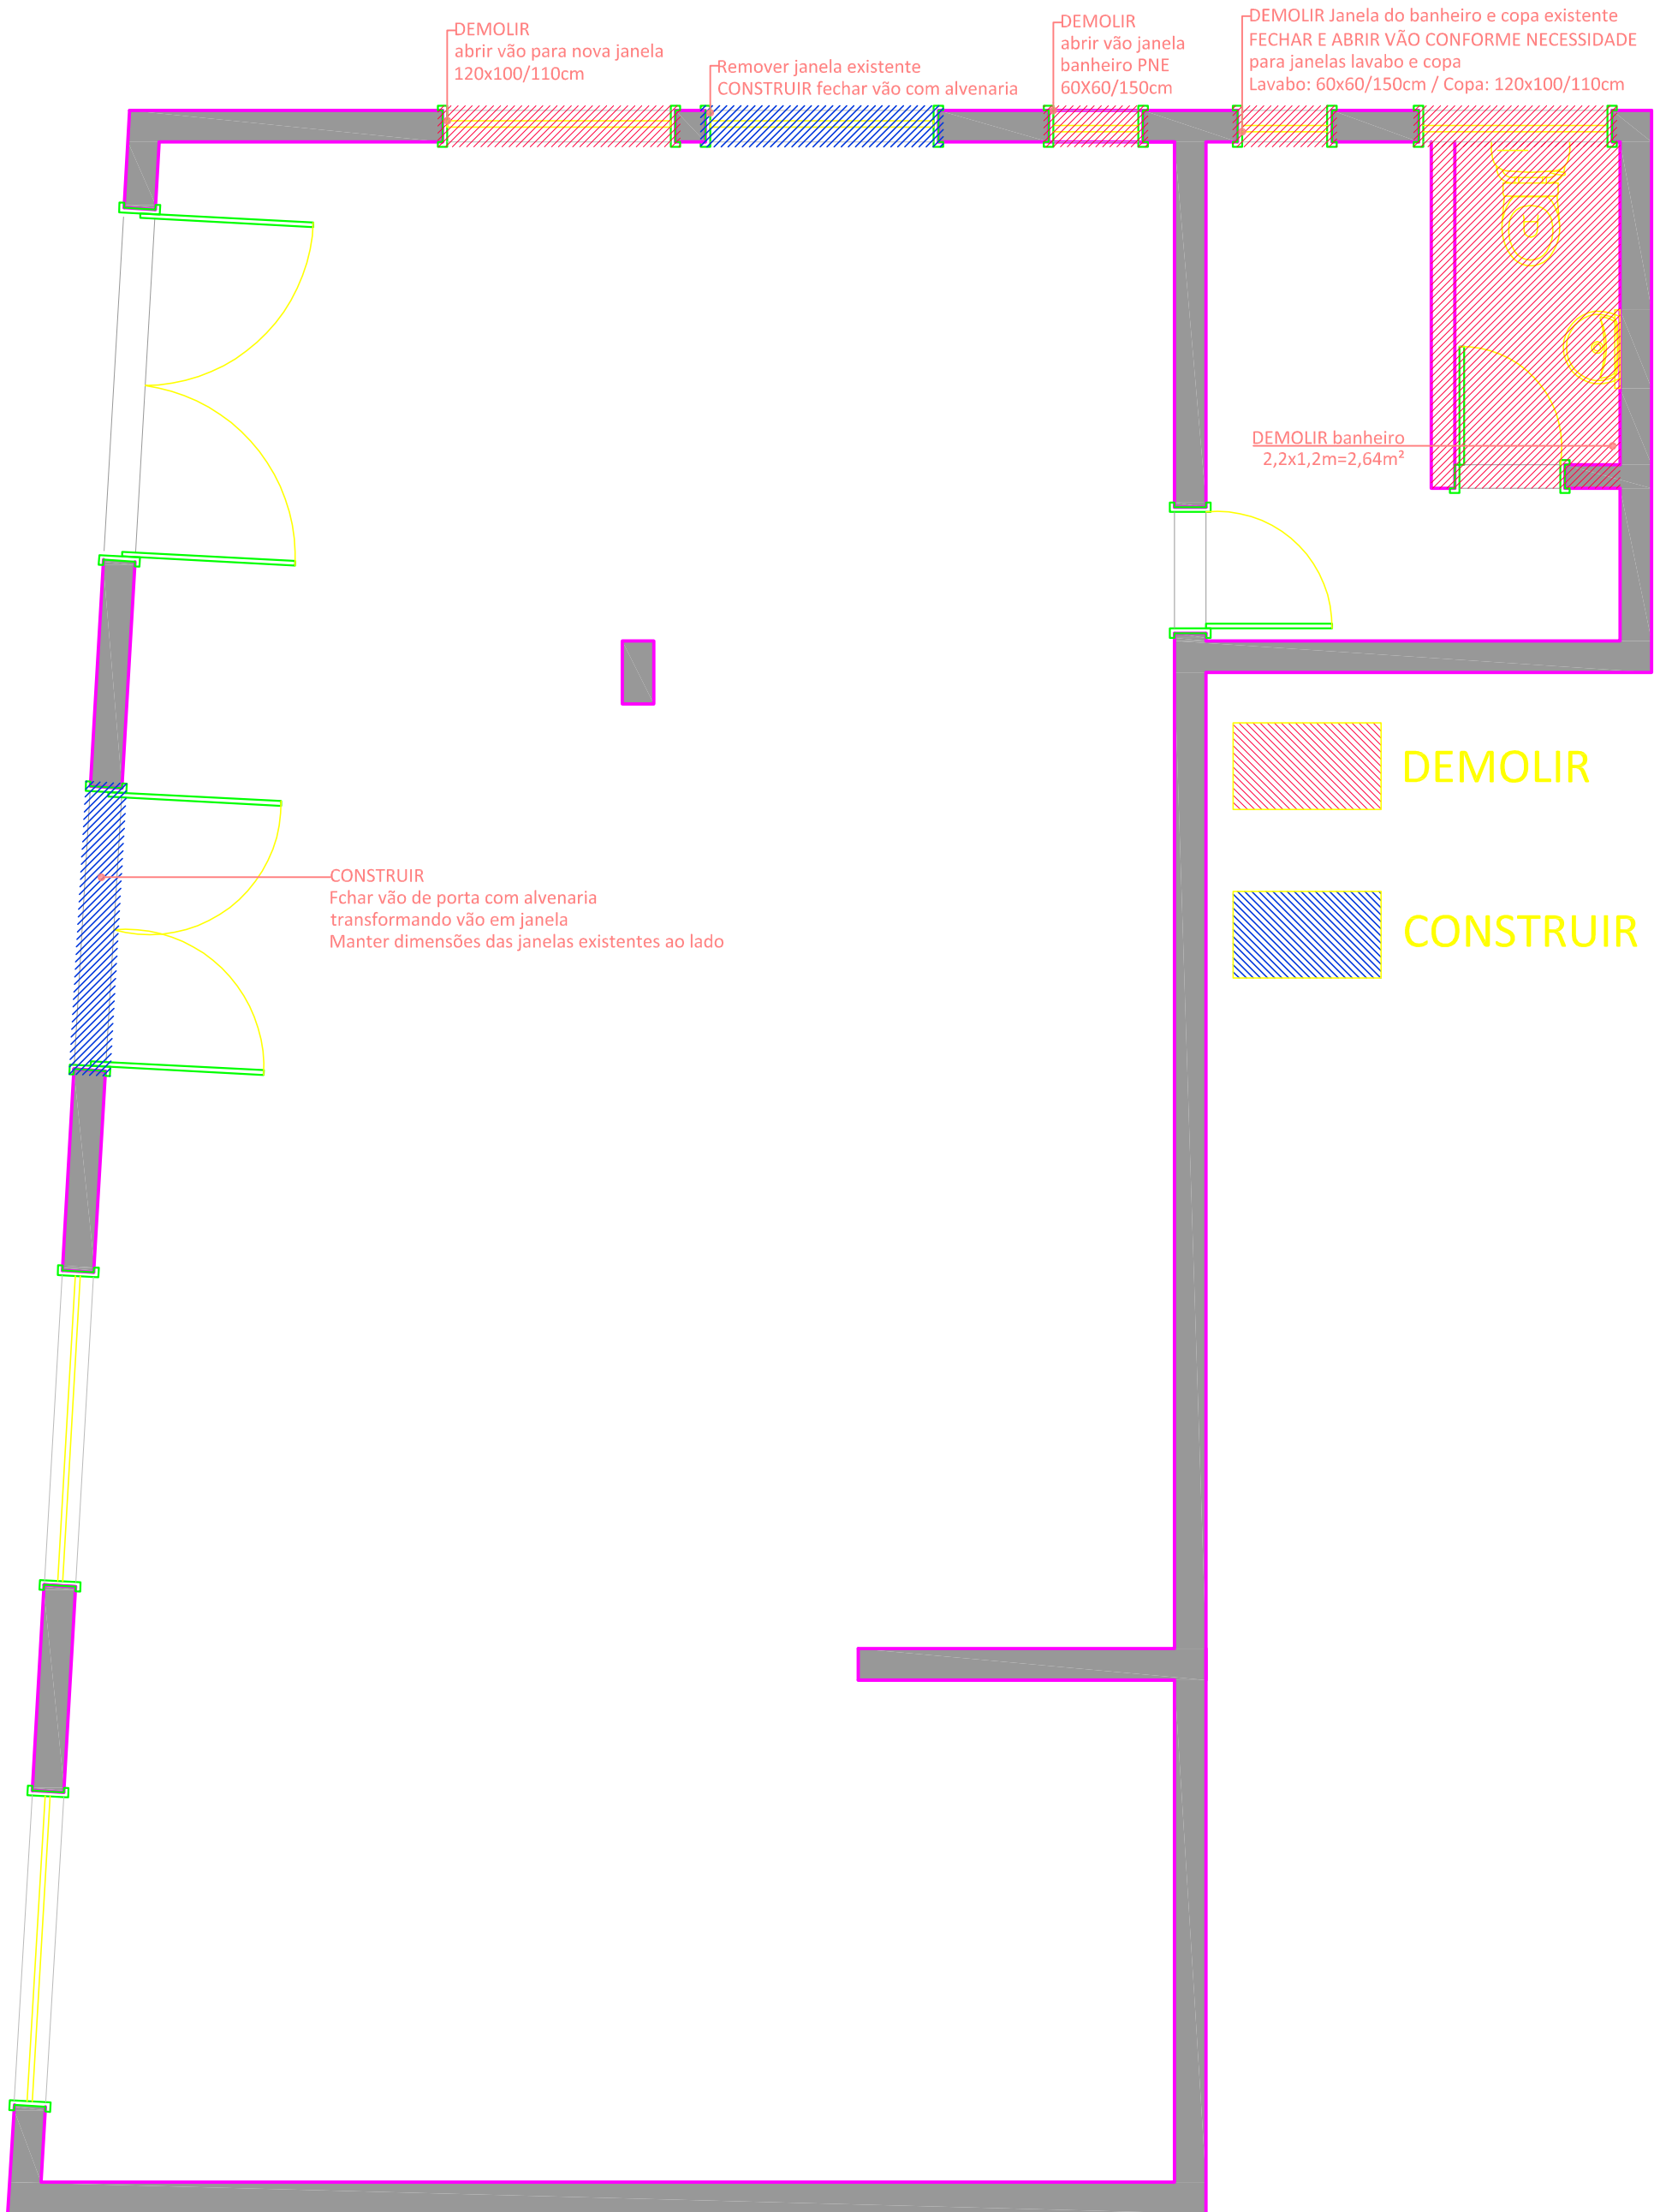 DEMOLIR
abrir vão para nova janela
120x100/110cm
Remover janela existente
CONSTRUIR fechar vão com alvenaria
DEMOLIR
abrir vão janela
banheiro PNE
60X60/150cm
DEMOLIR Janela do banheiro e copa existente
FECHAR E ABRIR VÃO CONFORME NECESSIDADE
para janelas lavabo e copa
Lavabo: 60x60/150cm / Copa: 120x100/110cm
DEMOLIR banheiro
2,2x1,2m=2,64m²
DEMOLIR
CONSTRUIR
Fchar vão de porta com alvenaria
transformando vão em janela
Manter dimensões das janelas existentes ao lado
CONSTRUIR